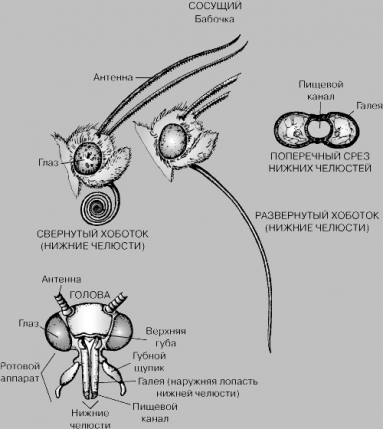 СОСУЩИЙ
Бабочка
Антенна
Глаз
Пищевой
канал
Галея
ПОПЕРЕЧНЫЙ СРЕЗ
НИЖНИХ ЧЕЛЮСТЕЙ
СВЕРНУТЫЙ ХОБОТОК
(НИЖНИЕ ЧЕЛЮСТИ)
РАЗВЕРНУТЫЙ ХОБОТОК
(НИЖНИЕ ЧЕЛЮСТИ)
Антенна
ГОЛОВА
Глаз
Верхняя
губа
Ротовой
аппарат
Губной
щупик
Галея (наружняя лопасть
нижней челюсти)
Пищевой
канал
Нижние
челюсти